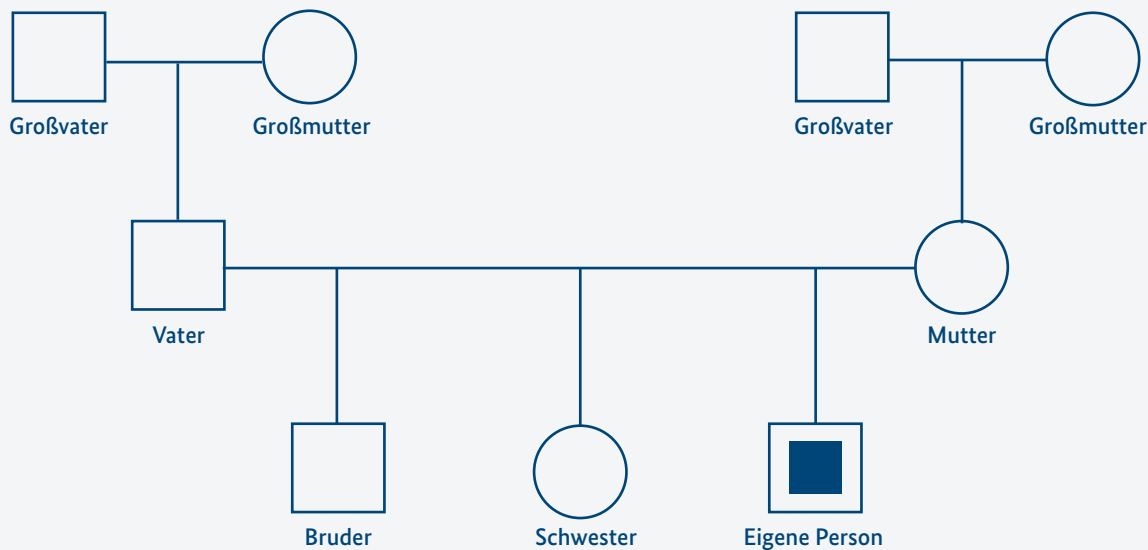 Großvater
Großmutter
Großvater
Großmutter
Vater
Mutter
Bruder
Schwester
Eigene Person